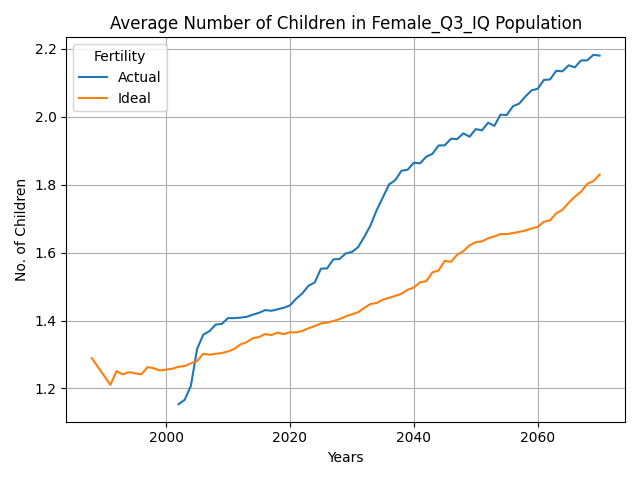 Average Number of Children in Female_Q3_IQ Population
Fertility
Actual
Ideal
No. of Children
2.2
2.0
1.8
1.6
1.4
1.2
2000
2020
2040
2060
Years